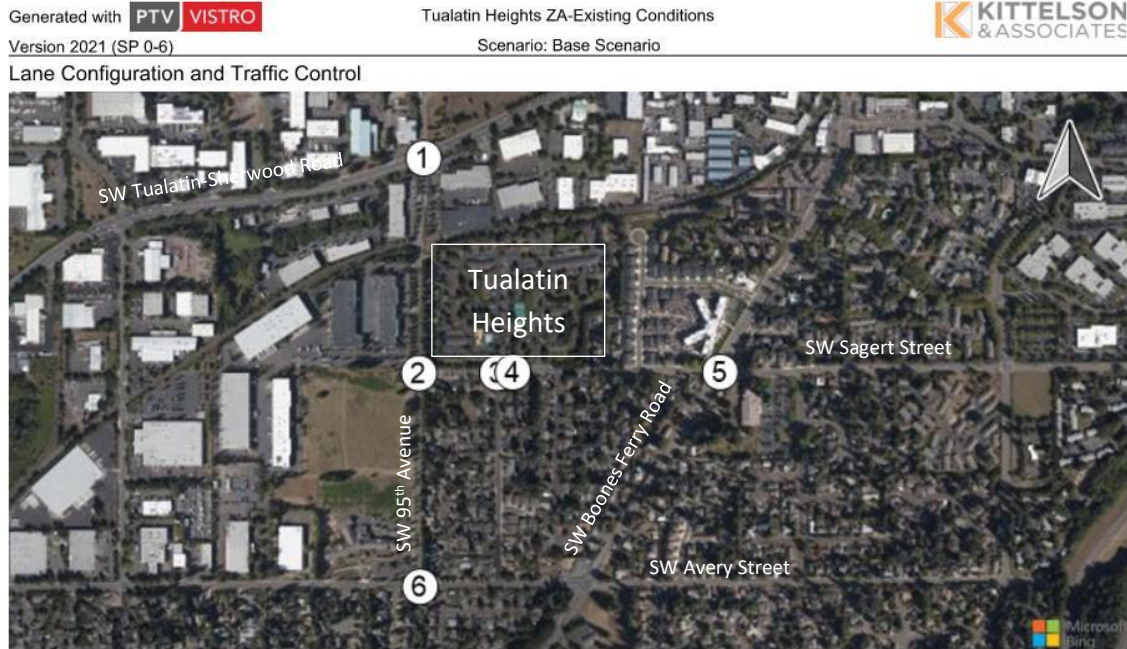 Generated with PTV VISTRO
Version 2021 (SP 0-6)
Tualatin Heights ZA-Existing Conditions
Scenario: Base Scenario
KITTELSON
& ASSOCIATES
Lane Configuration and Traffic Control
1
SW Tualatin-Sherwood Road
Tualatin
Heights
SW Sagert Street
2
3
4
5
SW 95th Avenue
SW Boones Ferry Road
SW Avery Street
6
Microsoft
Bing